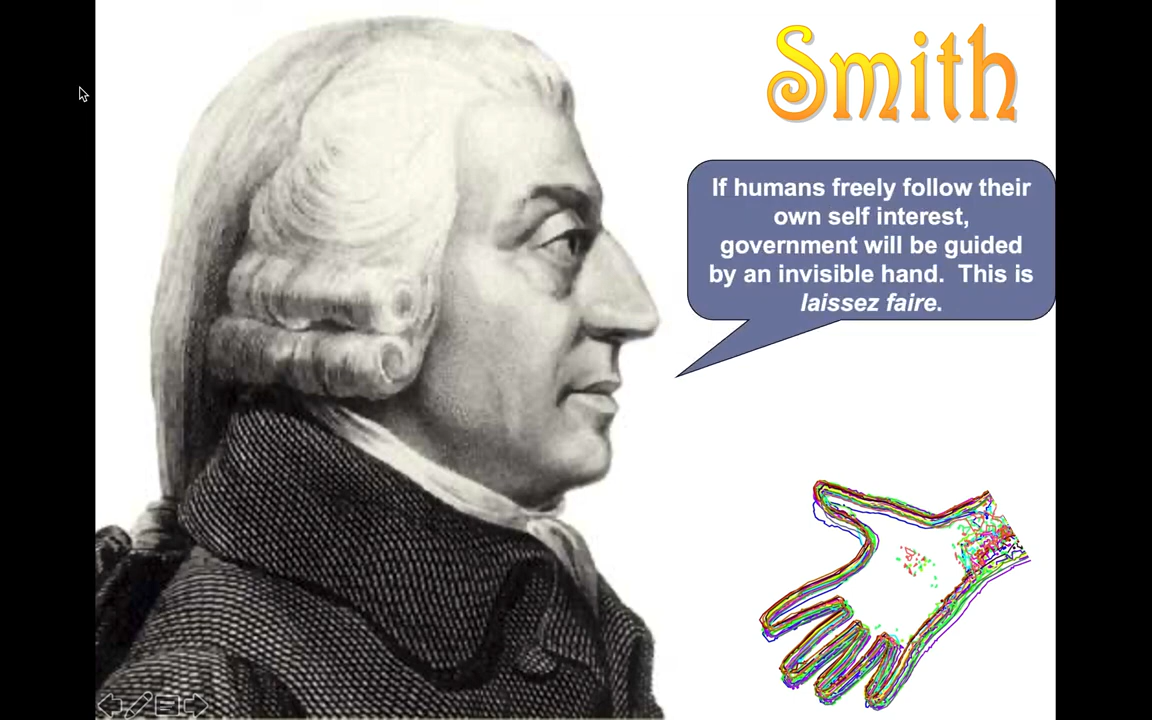 Smith
If humans freely follow their
own self interest,
government will be guided
by an invisible hand.  This is
laissez faire.